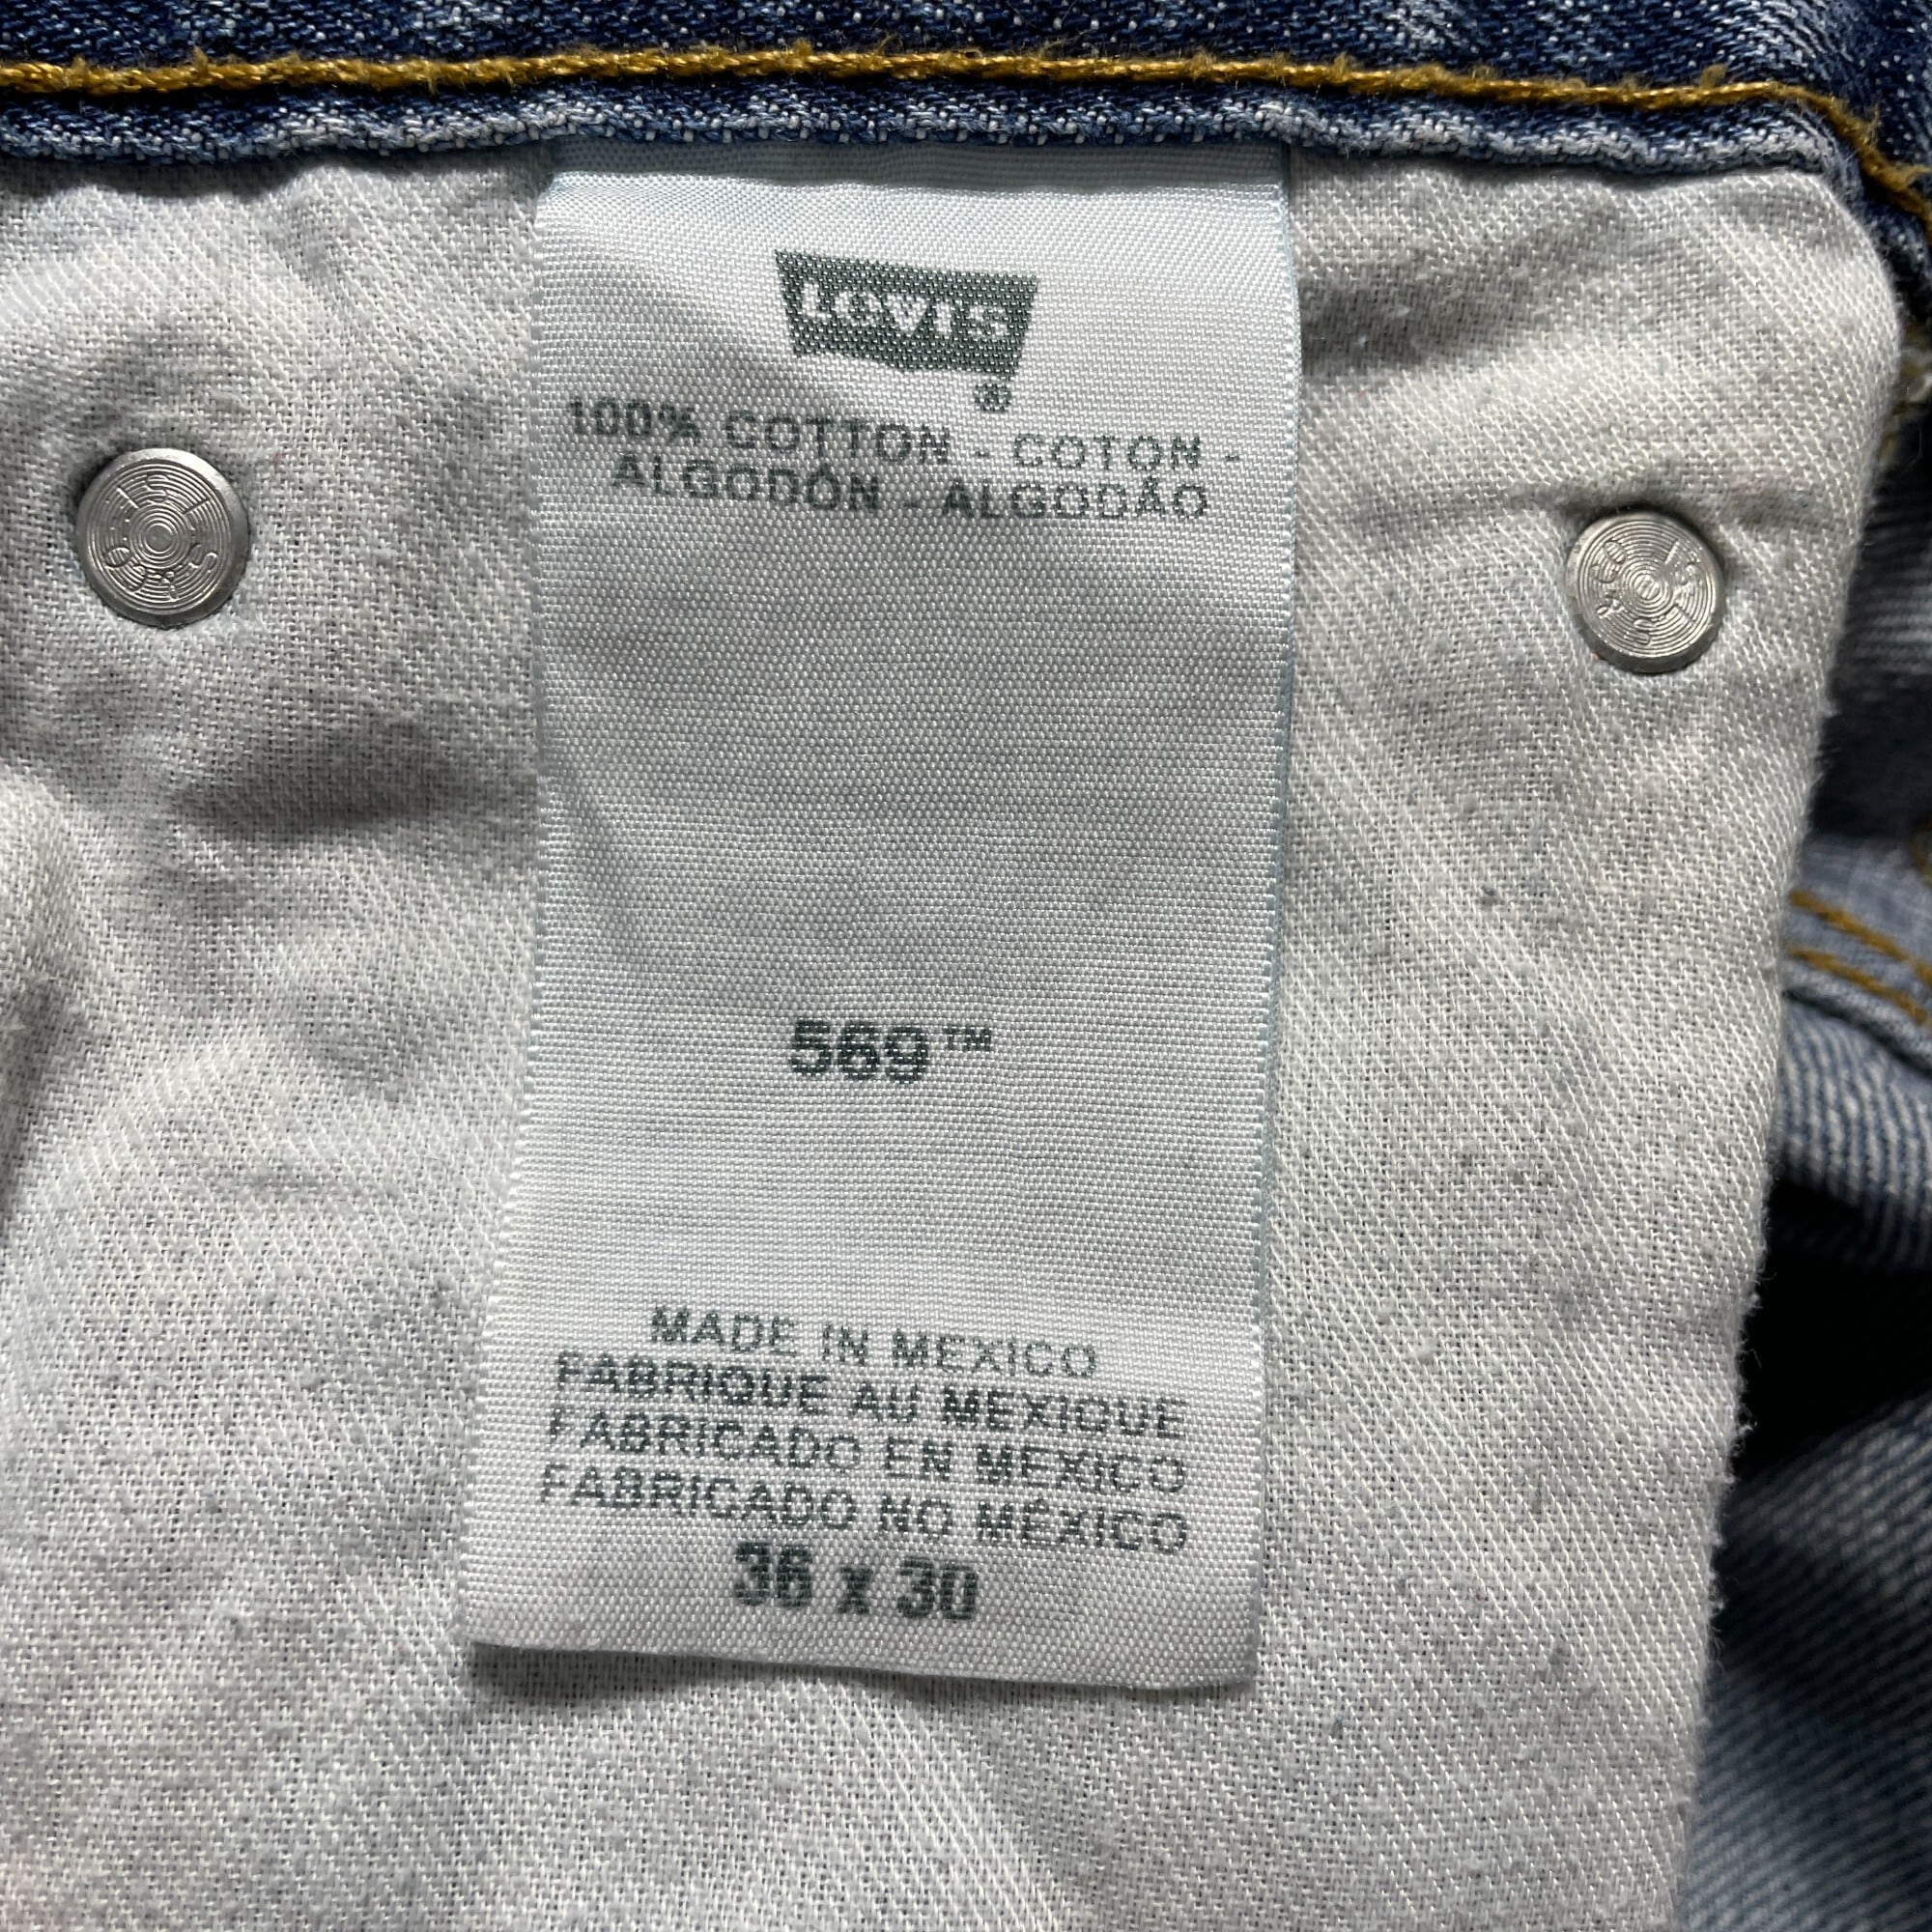 Levi's
®
100% COTTON - COTON -
ALGODÓN - ALGODÃO
569™
MADE IN MEXICO
FABRIQUE AU MEXIQUE
FABRICADO EN MEXICO
FABRICADO NO MÉXICO
36 x 30